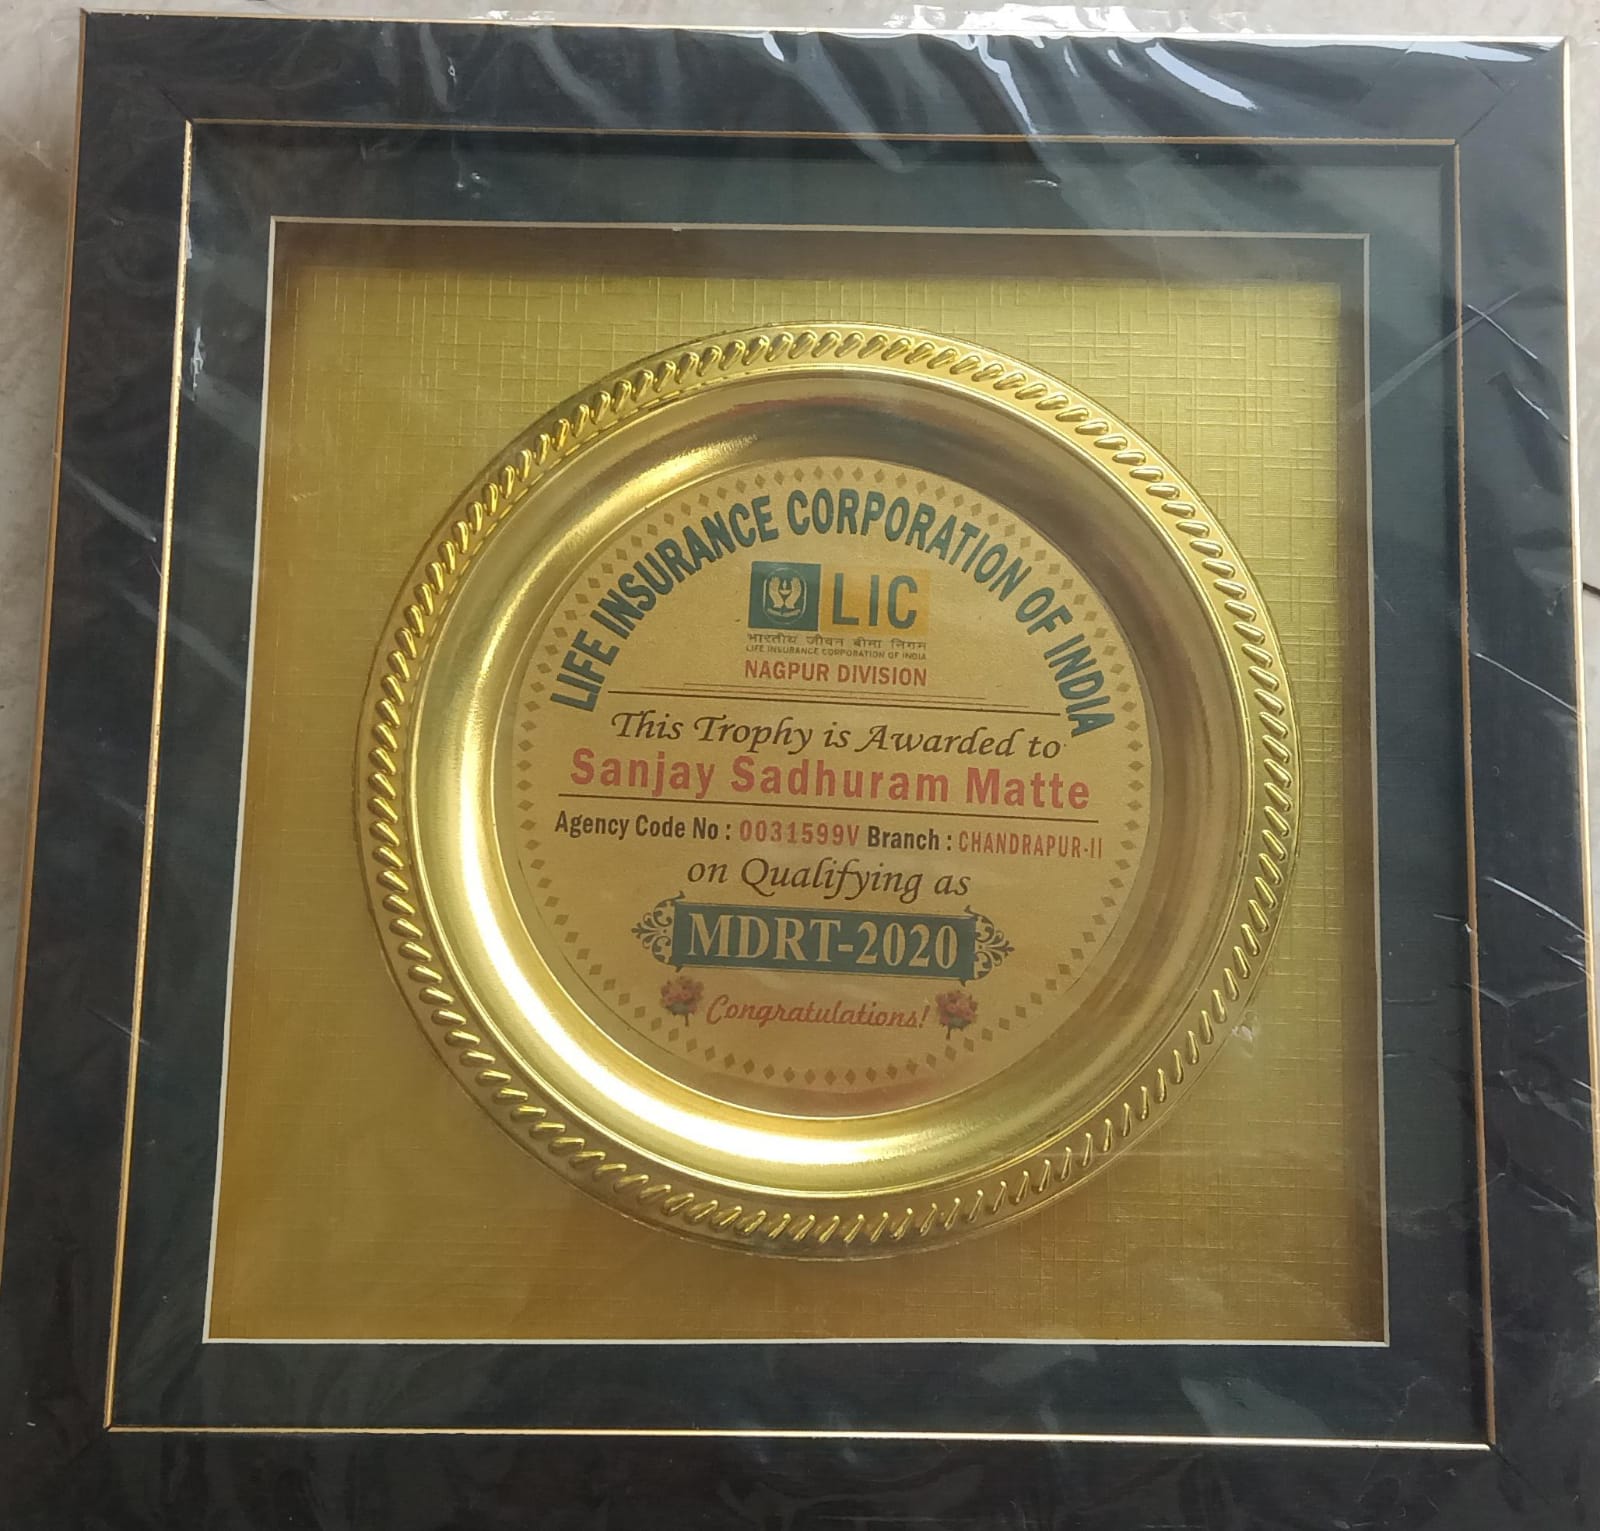 LIFE INSURANCE CORPORATION OF INDIA
LIC
भारतीय जीवन बीमा निगम
LIFE INSURANCE CORPORATION OF INDIA
NAGPUR DIVISION
This Trophy is Awarded to
Sanjay Sadhuram Matte
Agency Code No : 0031599V Branch : CHANDRAPUR-II
on Qualifying as
MDRT-2020
Congratulations!